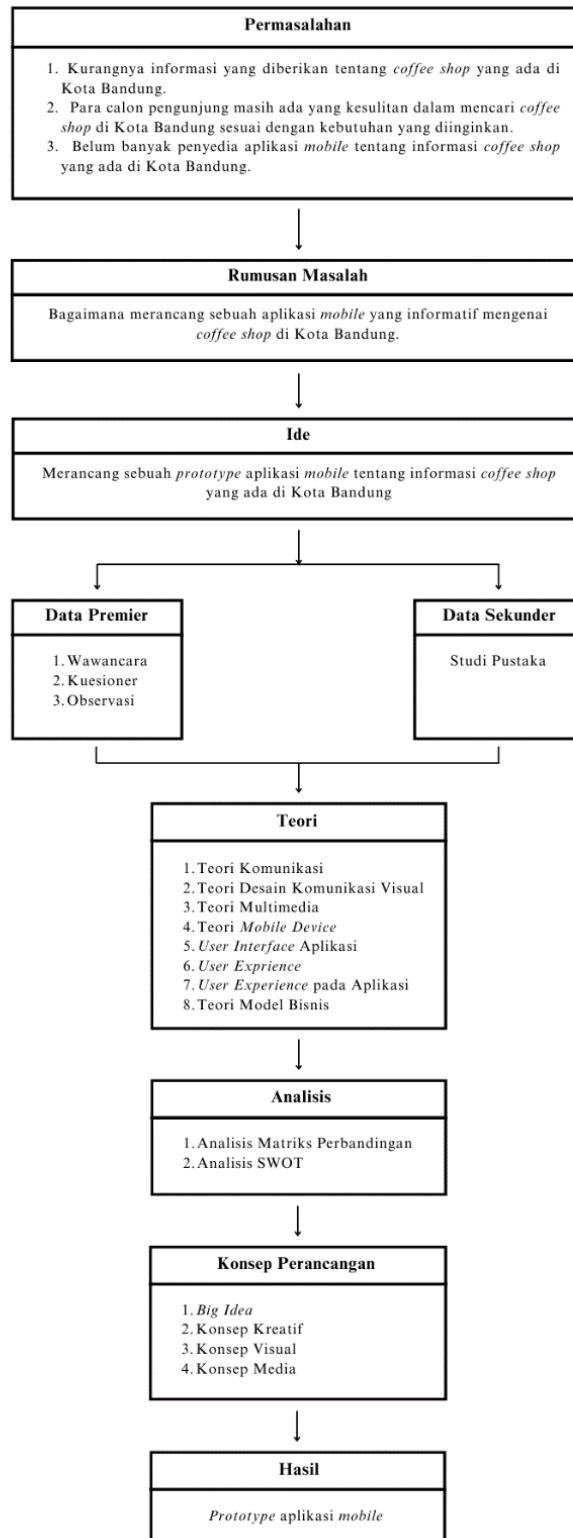 Permasalahan
1. Kurangnya informasi yang diberikan tentang coffee shop yang ada di
Kota Bandung.
2. Para calon pengunjung masih ada yang kesulitan dalam mencari coffee
shop di Kota Bandung sesuai dengan kebutuhan yang diinginkan.
3. Belum banyak penyedia aplikasi mobile tentang informasi coffee shop
yang ada di Kota Bandung.
Rumusan Masalah
Bagaimana merancang sebuah aplikasi mobile yang informatif mengenai
coffee shop di Kota Bandung.
Ide
Merancang sebuah prototype aplikasi mobile tentang informasi coffee shop
yang ada di Kota Bandung
Data Premier
1. Wawancara
2. Kuesioner
3. Observasi
Data Sekunder
Studi Pustaka
Teori
1. Teori Komunikasi
2. Teori Desain Komunikasi Visual
3. Teori Multimedia
4. Teori Mobile Device
5. User Interface Aplikasi
6. User Exprience
7. User Experience pada Aplikasi
8. Teori Model Bisnis
Analisis
1. Analisis Matriks Perbandingan
2. Analisis SWOT
Konsep Perancangan
1. Big Idea
2. Konsep Kreatif
3. Konsep Visual
4. Konsep Media
Hasil
Prototype aplikasi mobile